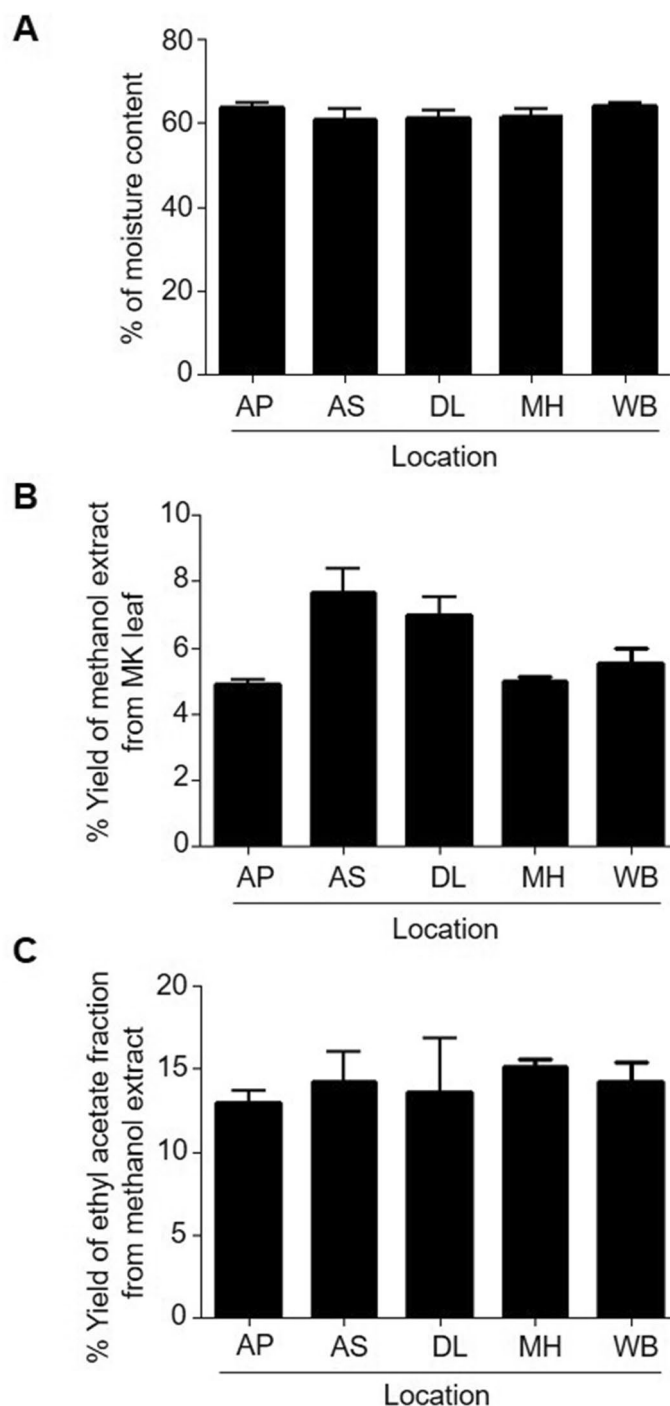 A
% of moisture content
80
60
40
20
0
AP AS DL MH WB
Location
B
% Yield of methanol extract
from MK leaf
10
8
6
4
2
0
AP AS DL MH WB
Location
C
% Yield of ethyl acetate fraction
from methanol extract
20
15
10
5
0
AP AS DL MH WB
Location